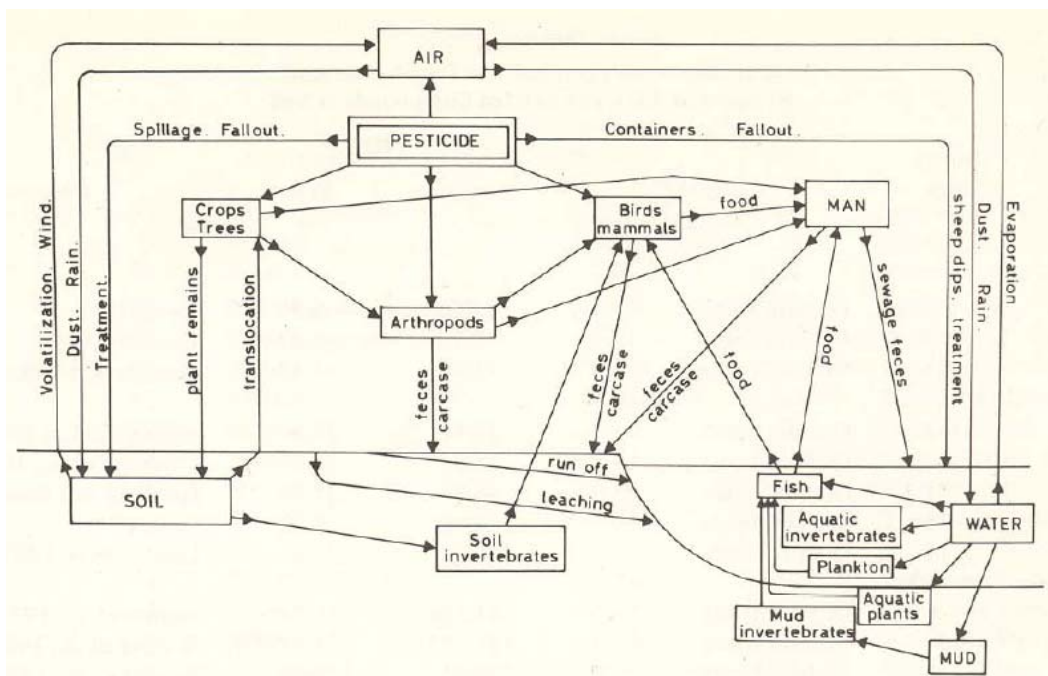 AIR
Spillage. Fallout.
PESTICIDE
Containers. Fallout.
Crops
Trees
Birds
mammals
food
MAN
Volatilization. Wind.
Dust. Rain.
Treatment.
plant remains
translocation
Arthropods
feces
carcase
feces
carcase
feces
carcase
food
food
sewage feces
sheep dips. treatment
Dust. Rain.
Evaporation
run off
leaching
SOIL
Soil
invertebrates
Fish
Aquatic
invertebrates
WATER
Plankton
Aquatic
plants
Mud
invertebrates
MUD